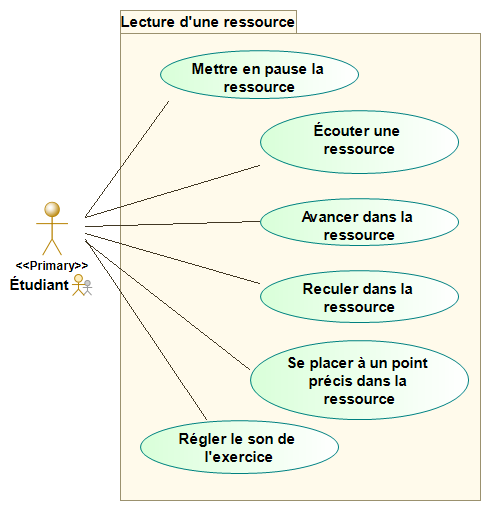 Lecture d'une ressource
Mettre en pause la
ressource
Écouter une
ressource
Avancer dans la
ressource
<<Primary>>
Étudiant
Reculer dans la
ressource
Se placer à un point
précis dans la
ressource
Régler le son de
l'exercice